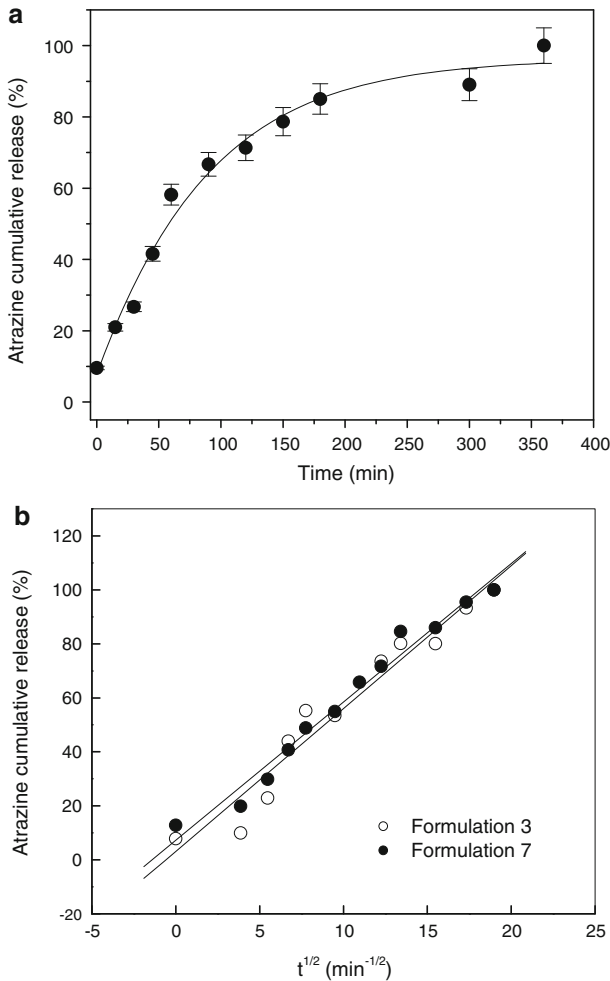 a
Atrazine cumulative release (%)
100
80
60
40
20
0
0 50 100 150 200 250 300 350 400
Time (min)
b
Atrazine cumulative release (%)
120
100
80
60
40
20
0
-20
Formulation 3
Formulation 7
-5 0 5 10 15 20 25
t^1/2 (min^-1/2)